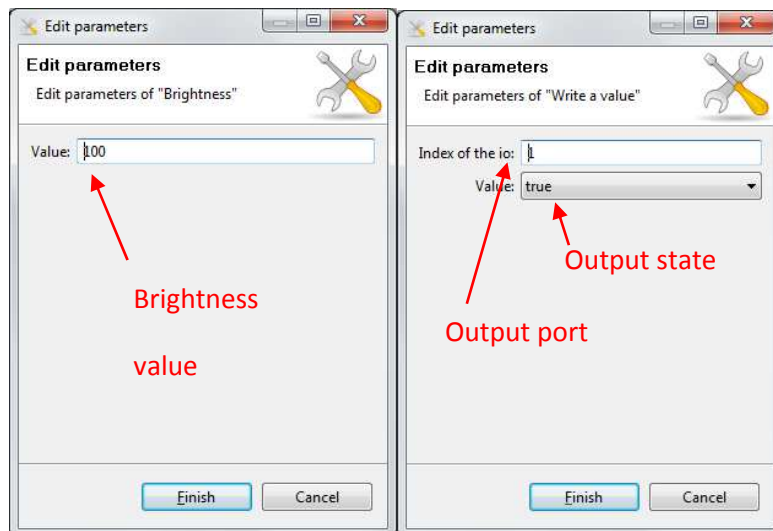 Edit parameters
Edit parameters
Edit parameters of "Brightness"
Value: 100
Brightness
value
Finish Cancel
Edit parameters
Edit parameters
Edit parameters of "Write a value"
Index of the io: 1
Value: true
Output state
Output port
Finish Cancel